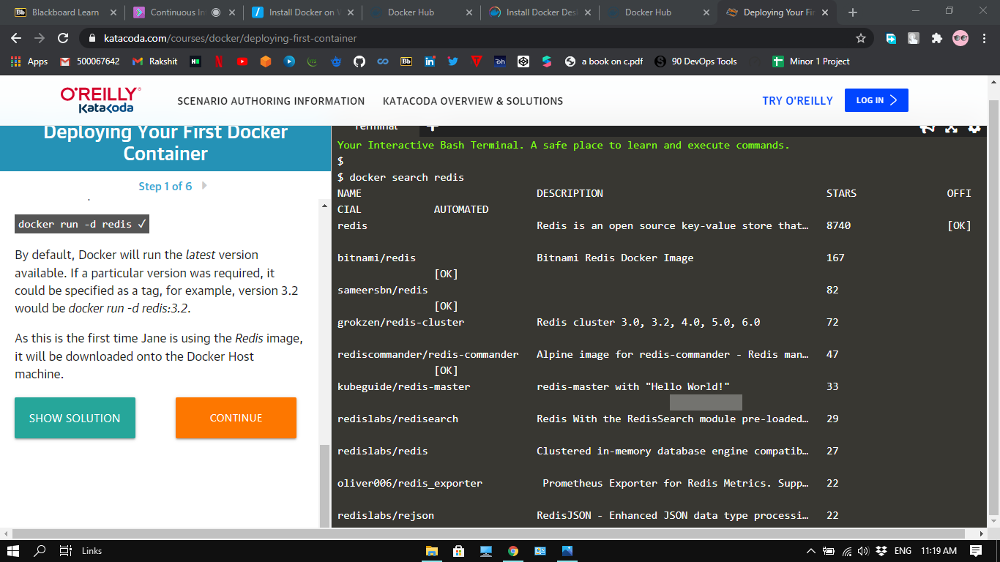 Blackboard Learn
Continuous In
Install Docker on W
Docker Hub
Install Docker Des
Docker Hub
Deploying Your Fir
katacoda.com/courses/docker/deploying-first-container
Apps
500067642
Rakshit
a book on c.pdf
90 DevOps Tools
Minor 1 Project
O'REILLY
Katacoda
SCENARIO AUTHORING INFORMATION
KATACODA OVERVIEW & SOLUTIONS
TRY O'REILLY
LOG IN
Deploying Your First Docker
Container
Step 1 of 6
docker run -d redis ✓
By default, Docker will run the latest version
available. If a particular version was required, it
could be specified as a tag, for example, version 3.2
would be docker run -d redis:3.2.
As this is the first time Jane is using the Redis image,
it will be downloaded onto the Docker Host
machine.
SHOW SOLUTION
CONTINUE
Terminal
Your Interactive Bash Terminal. A safe place to learn and execute commands.
$
$ docker search redis
NAME DESCRIPTION STARS OFFI
CIAL AUTOMATED
redis Redis is an open source key-value store that… 8740 [OK]
bitnami/redis Bitnami Redis Docker Image 167
[OK]
sameersbn/redis 82
[OK]
grokzen/redis-cluster Redis cluster 3.0, 3.2, 4.0, 5.0, 6.0 72
rediscommander/redis-commander Alpine image for redis-commander - Redis man… 47
[OK]
kubeguide/redis-master redis-master with "Hello World!" 33
redislabs/redisearch Redis With the RedisSearch module pre-loaded… 29
redislabs/redis Clustered in-memory database engine compatib… 27
oliver006/redis_exporter Prometheus Exporter for Redis Metrics. Supp… 22
redislabs/rejson RedisJSON - Enhanced JSON data type processi… 22
Links
ENG
11:19 AM